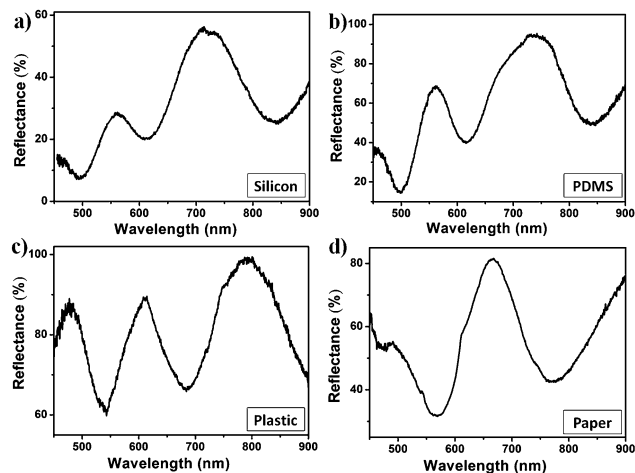 a)
Reflectance (%)
60
40
20
0
500 600 700 800 900
Wavelength (nm)
Silicon
b)
Reflectance (%)
100
80
60
40
20
500 600 700 800 900
Wavelength (nm)
PDMS
c)
Reflectance (%)
100
80
60
500 600 700 800 900
Wavelength (nm)
Plastic
d)
Reflectance (%)
80
60
40
500 600 700 800 900
Wavelength (nm)
Paper